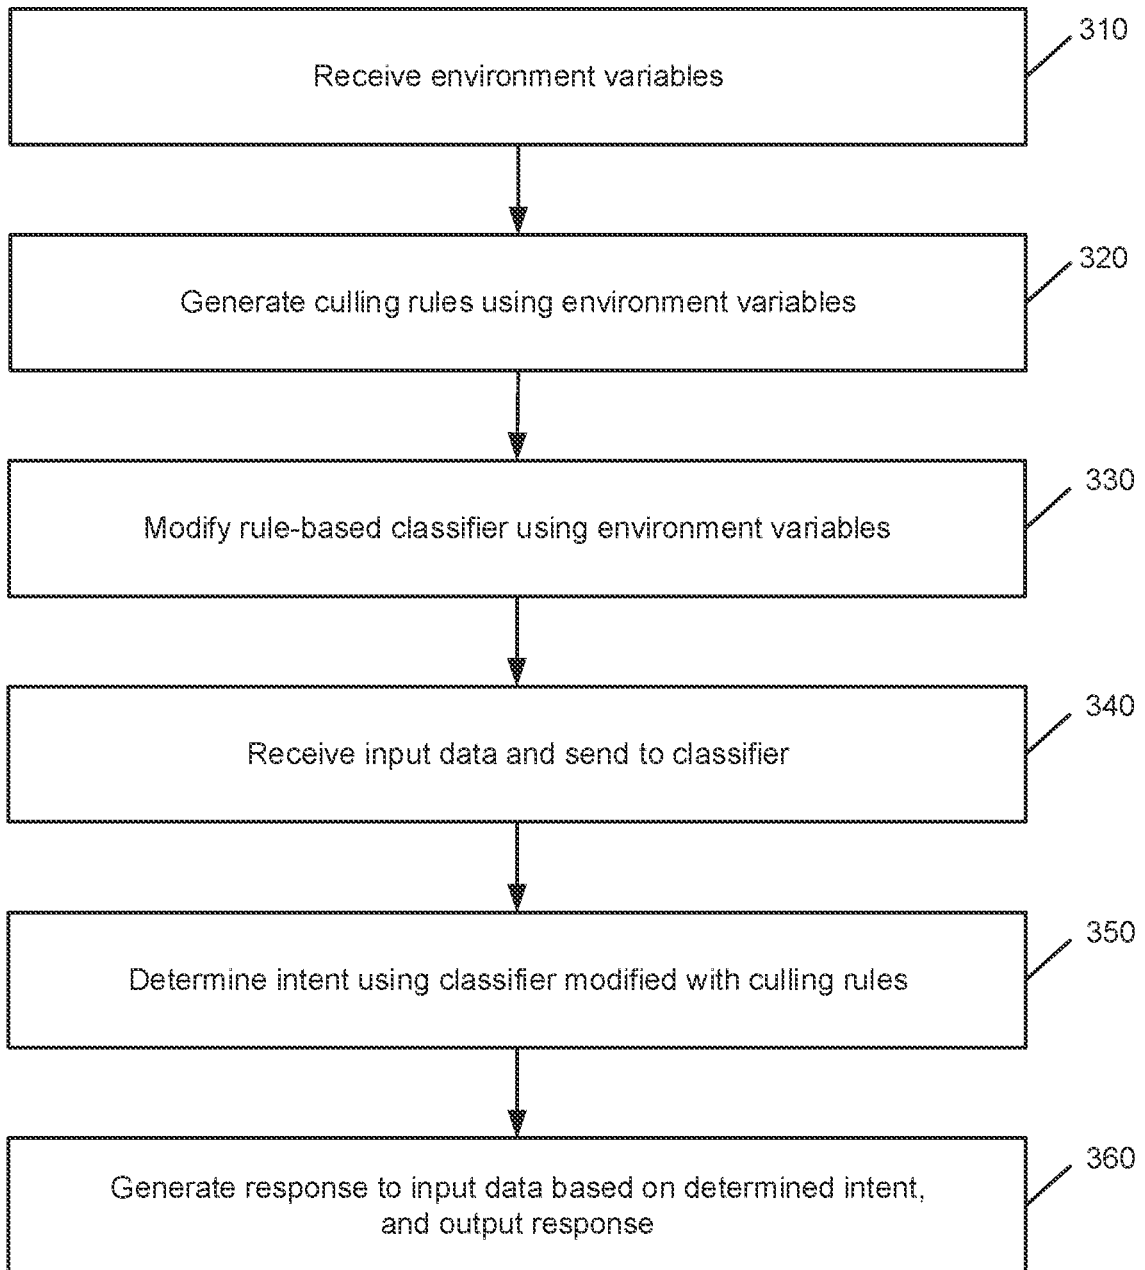 310
Receive environment variables
320
Generate culling rules using environment variables
330
Modify rule-based classifier using environment variables
340
Receive input data and send to classifier
350
Determine intent using classifier modified with culling rules
360
Generate response to input data based on determined intent,
and output response